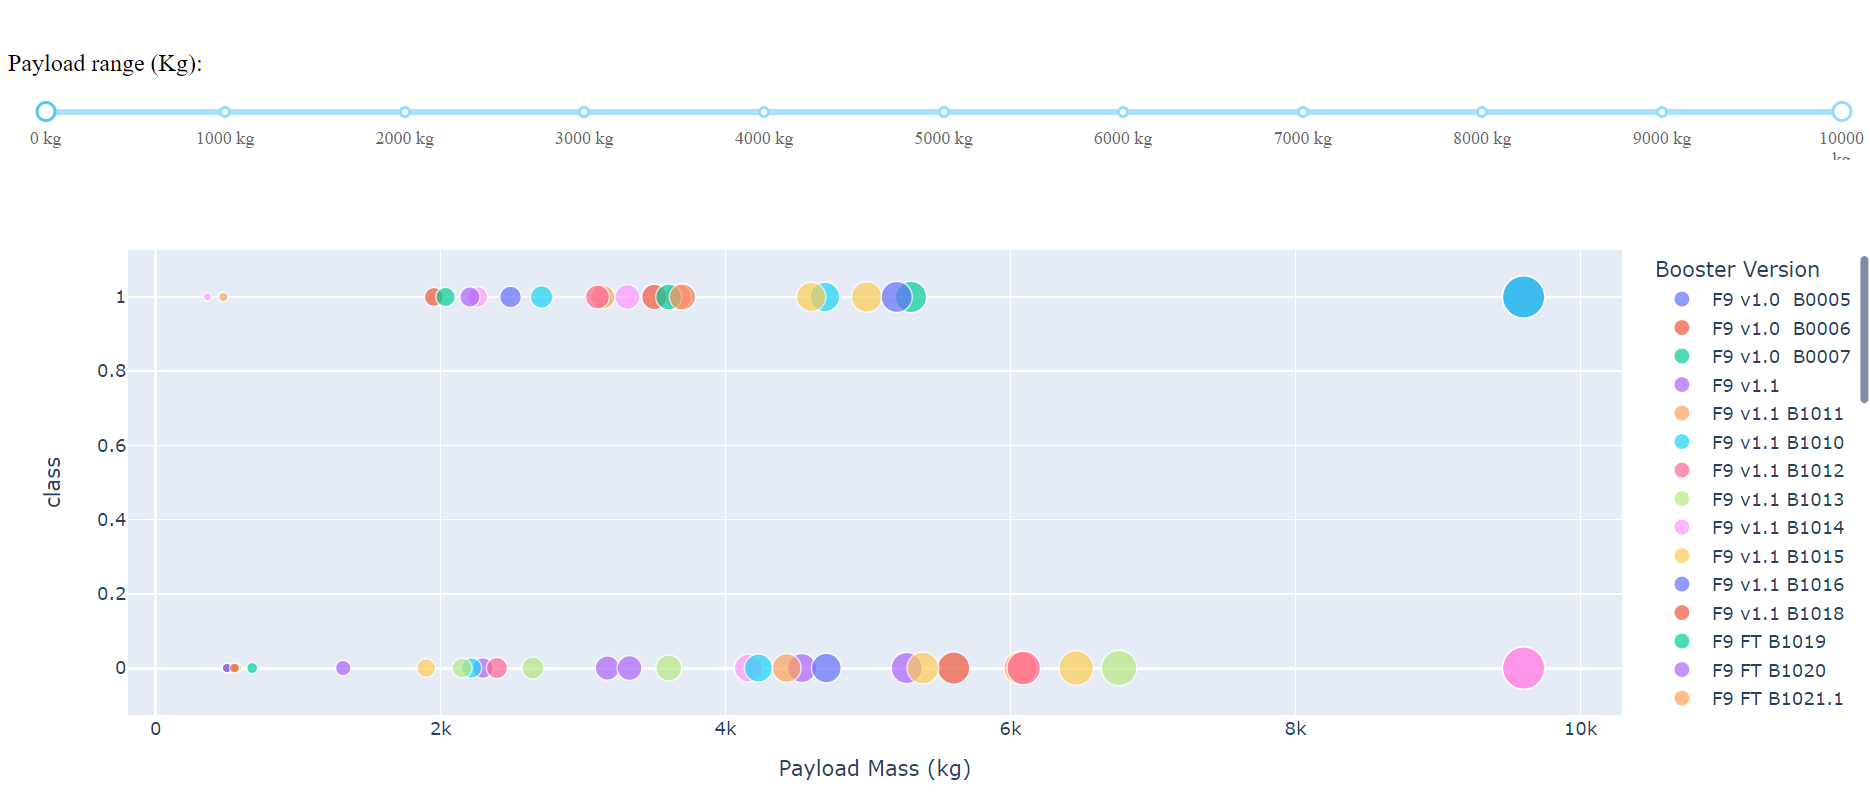 Payload range (Kg):
0 kg 1000 kg 2000 kg 3000 kg 4000 kg 5000 kg 6000 kg 7000 kg 8000 kg 9000 kg 10000
kg
Booster Version
F9 v1.0  B0005
F9 v1.0  B0006
F9 v1.0  B0007
F9 v1.1
F9 v1.1 B1011
F9 v1.1 B1010
F9 v1.1 B1012
F9 v1.1 B1013
F9 v1.1 B1014
F9 v1.1 B1015
F9 v1.1 B1016
F9 v1.1 B1018
F9 FT B1019
F9 FT B1020
F9 FT B1021.1
1
0.8
0.6
0.4
0.2
0
class
0 2k 4k 6k 8k 10k
Payload Mass (kg)